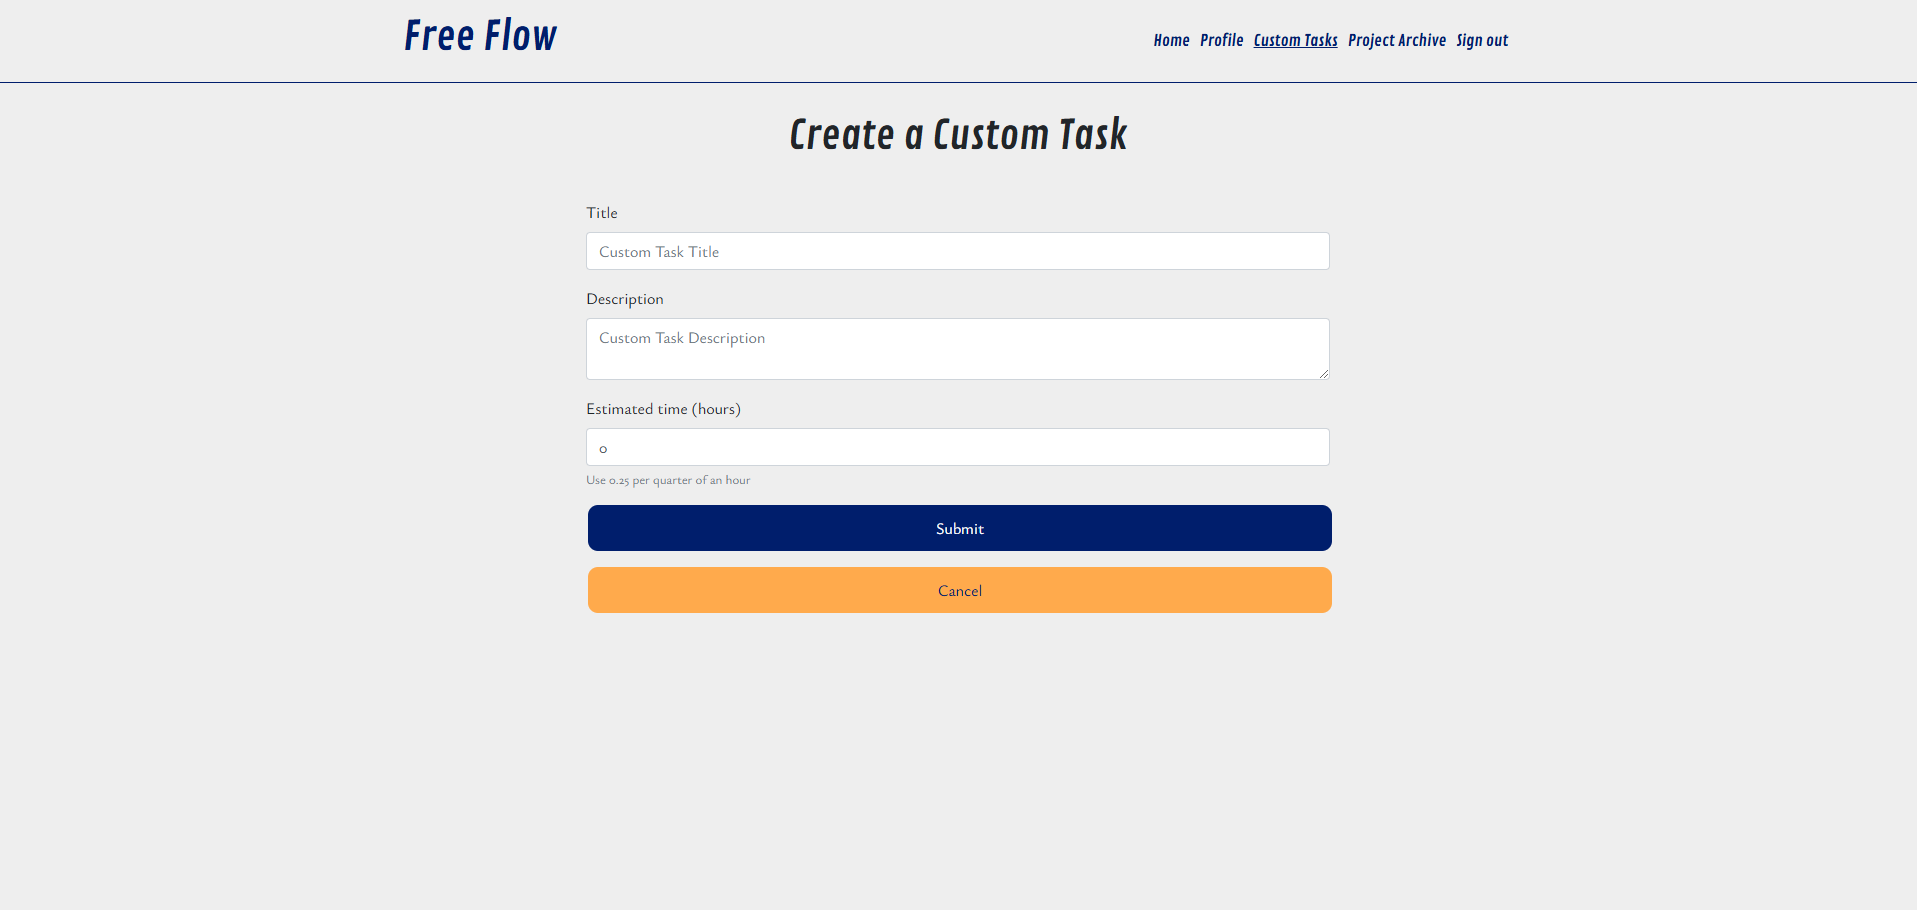 Free Flow
Home Profile Custom Tasks Project Archive Sign out
Create a Custom Task
Title
Custom Task Title
Description
Custom Task Description
Estimated time (hours)
0
Use 0.25 per quarter of an hour
Submit
Cancel